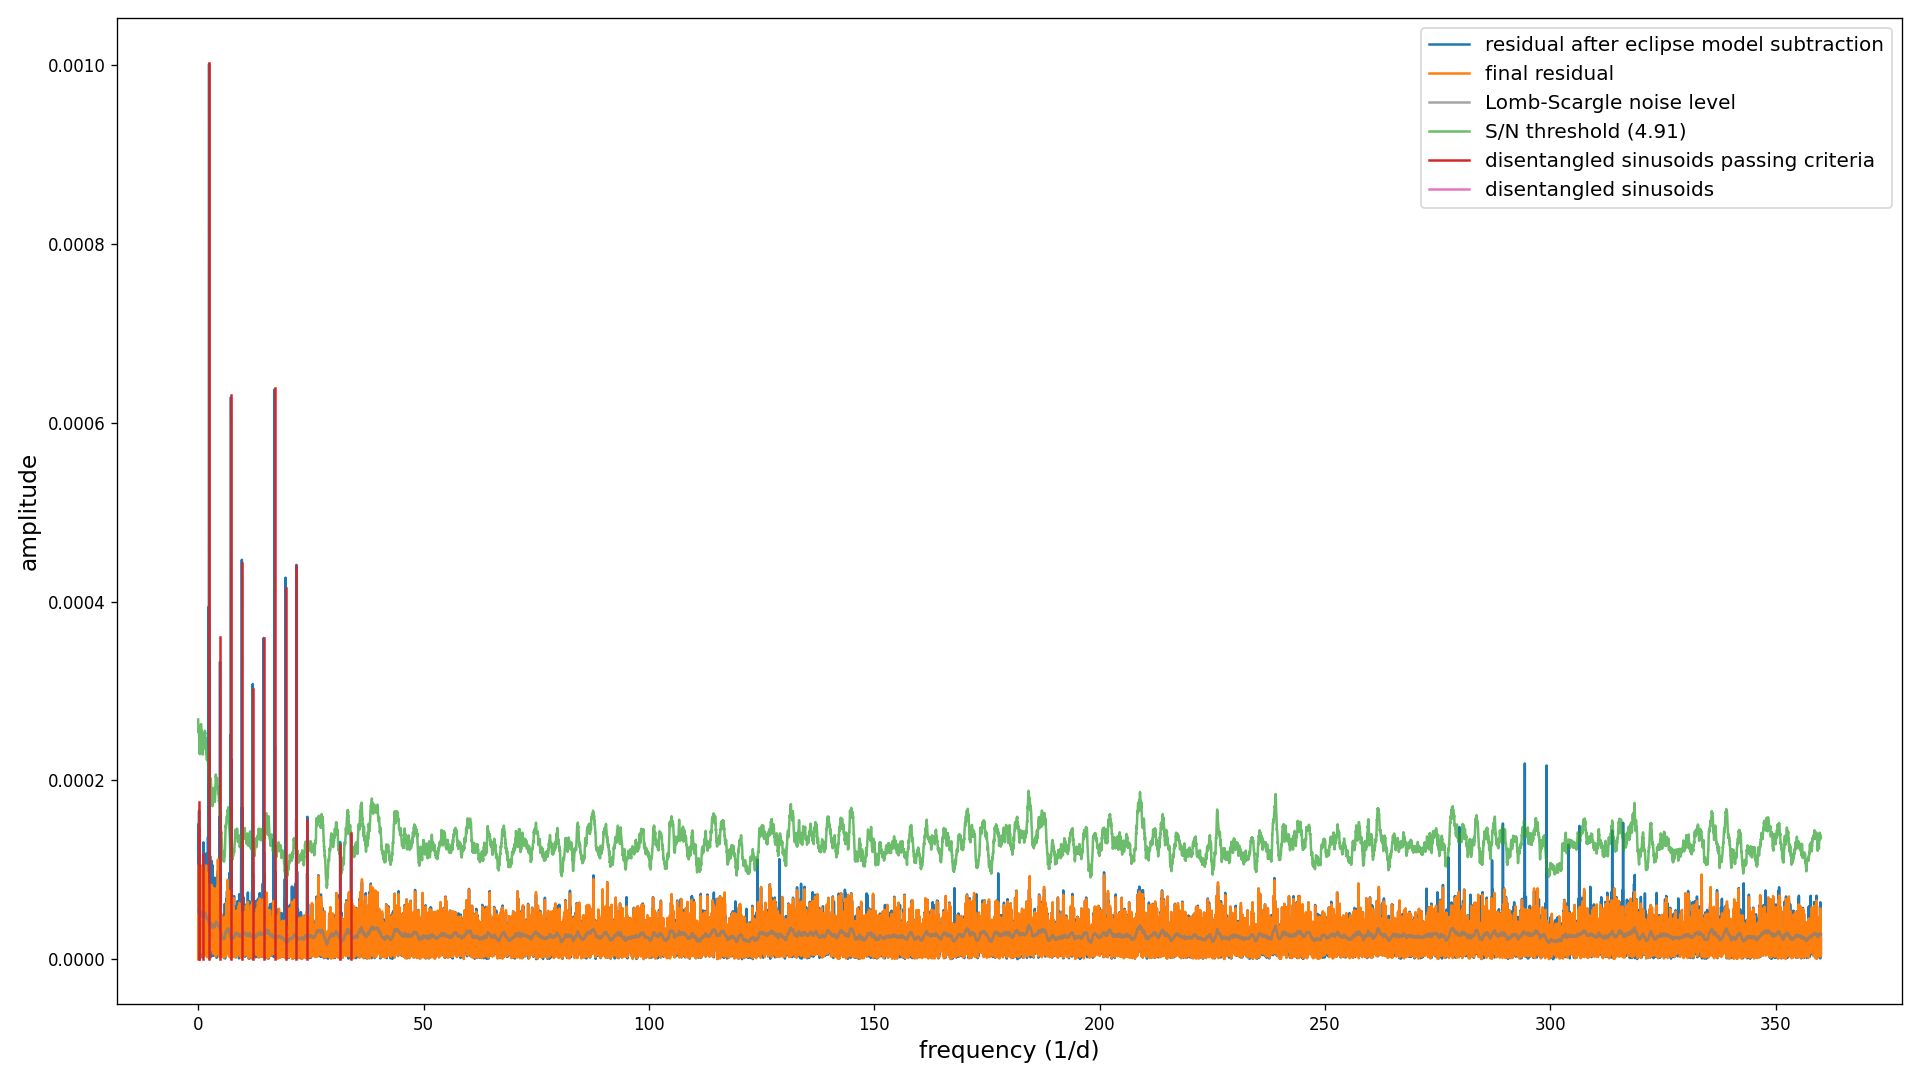 residual after eclipse model subtraction
final residual
Lomb-Scargle noise level
S/N threshold (4.91)
disentangled sinusoids passing criteria
disentangled sinusoids
0.0010
0.0008
0.0006
0.0004
0.0002
0.0000
amplitude
0 50 100 150 200 250 300 350
frequency (1/d)